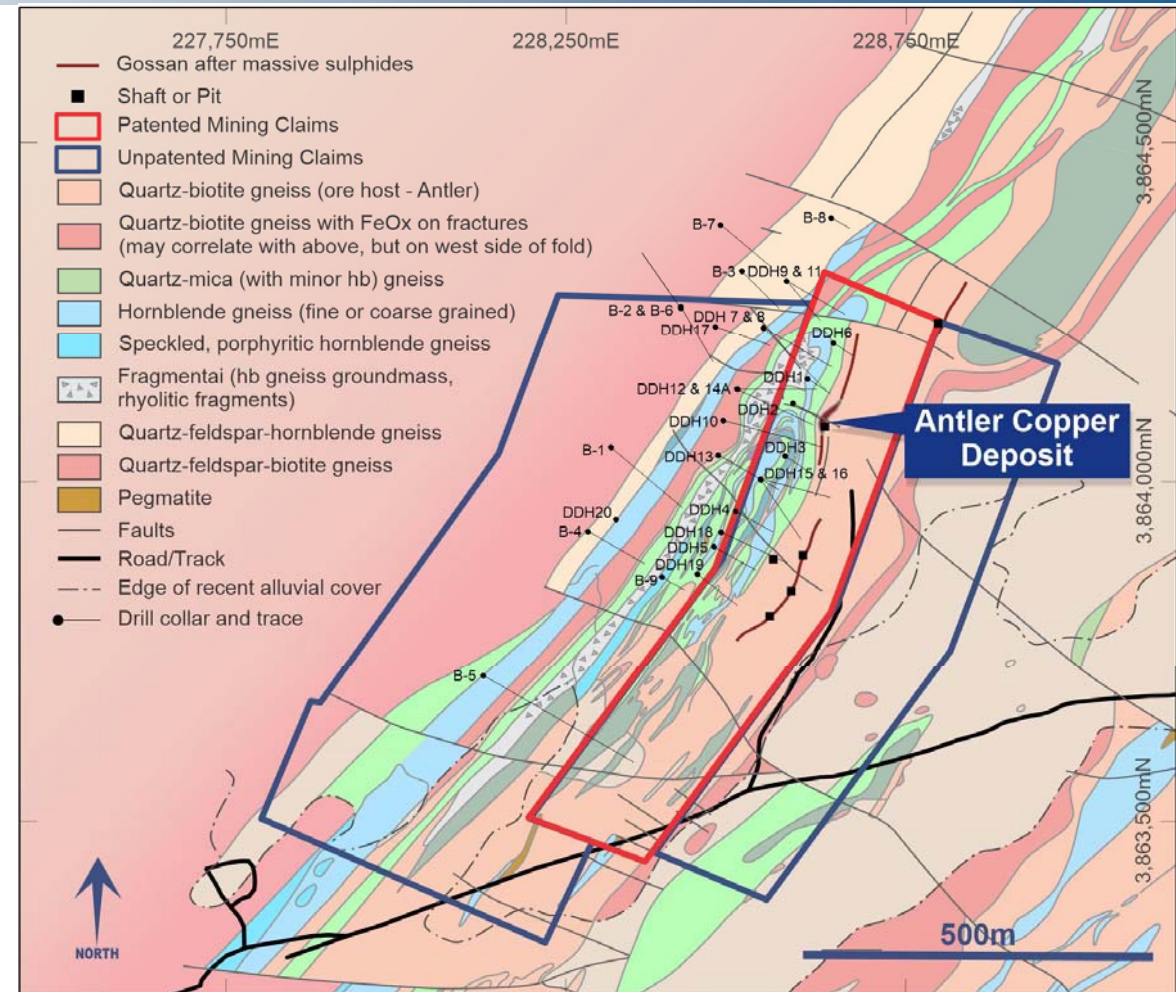 227,750mE
228,250mE
228,750mE
3,864,500mN
3,864,000mN
3,863,500mN
Gossan after massive sulphides
Shaft or Pit
Patented Mining Claims
Unpatented Mining Claims
Quartz-biotite gneiss (ore host - Antler)
Quartz-biotite gneiss with FeOx on fractures
(may correlate with above, but on west side of fold)
Quartz-mica (with minor hb) gneiss
Hornblende gneiss (fine or coarse grained)
Speckled, porphyritic hornblende gneiss
Fragmentai (hb gneiss groundmass,
rhyolitic fragments)
Quartz-feldspar-hornblende gneiss
Quartz-feldspar-biotite gneiss
Pegmatite
Faults
Road/Track
Edge of recent alluvial cover
Drill collar and trace
B-7
B-8
B-3
DDH9 & 11
B-2 & B-6
DDH 7 & 8
DDH17
DDH6
DDH1
DDH12 & 14A
DDH2
DDH10
B-1
DDH13
DDH3
DDH15 & 16
DDH20
DDH4
B-4
DDH18
DDH5
DDH19
B-9
B-5
Antler Copper
Deposit
NORTH
500m